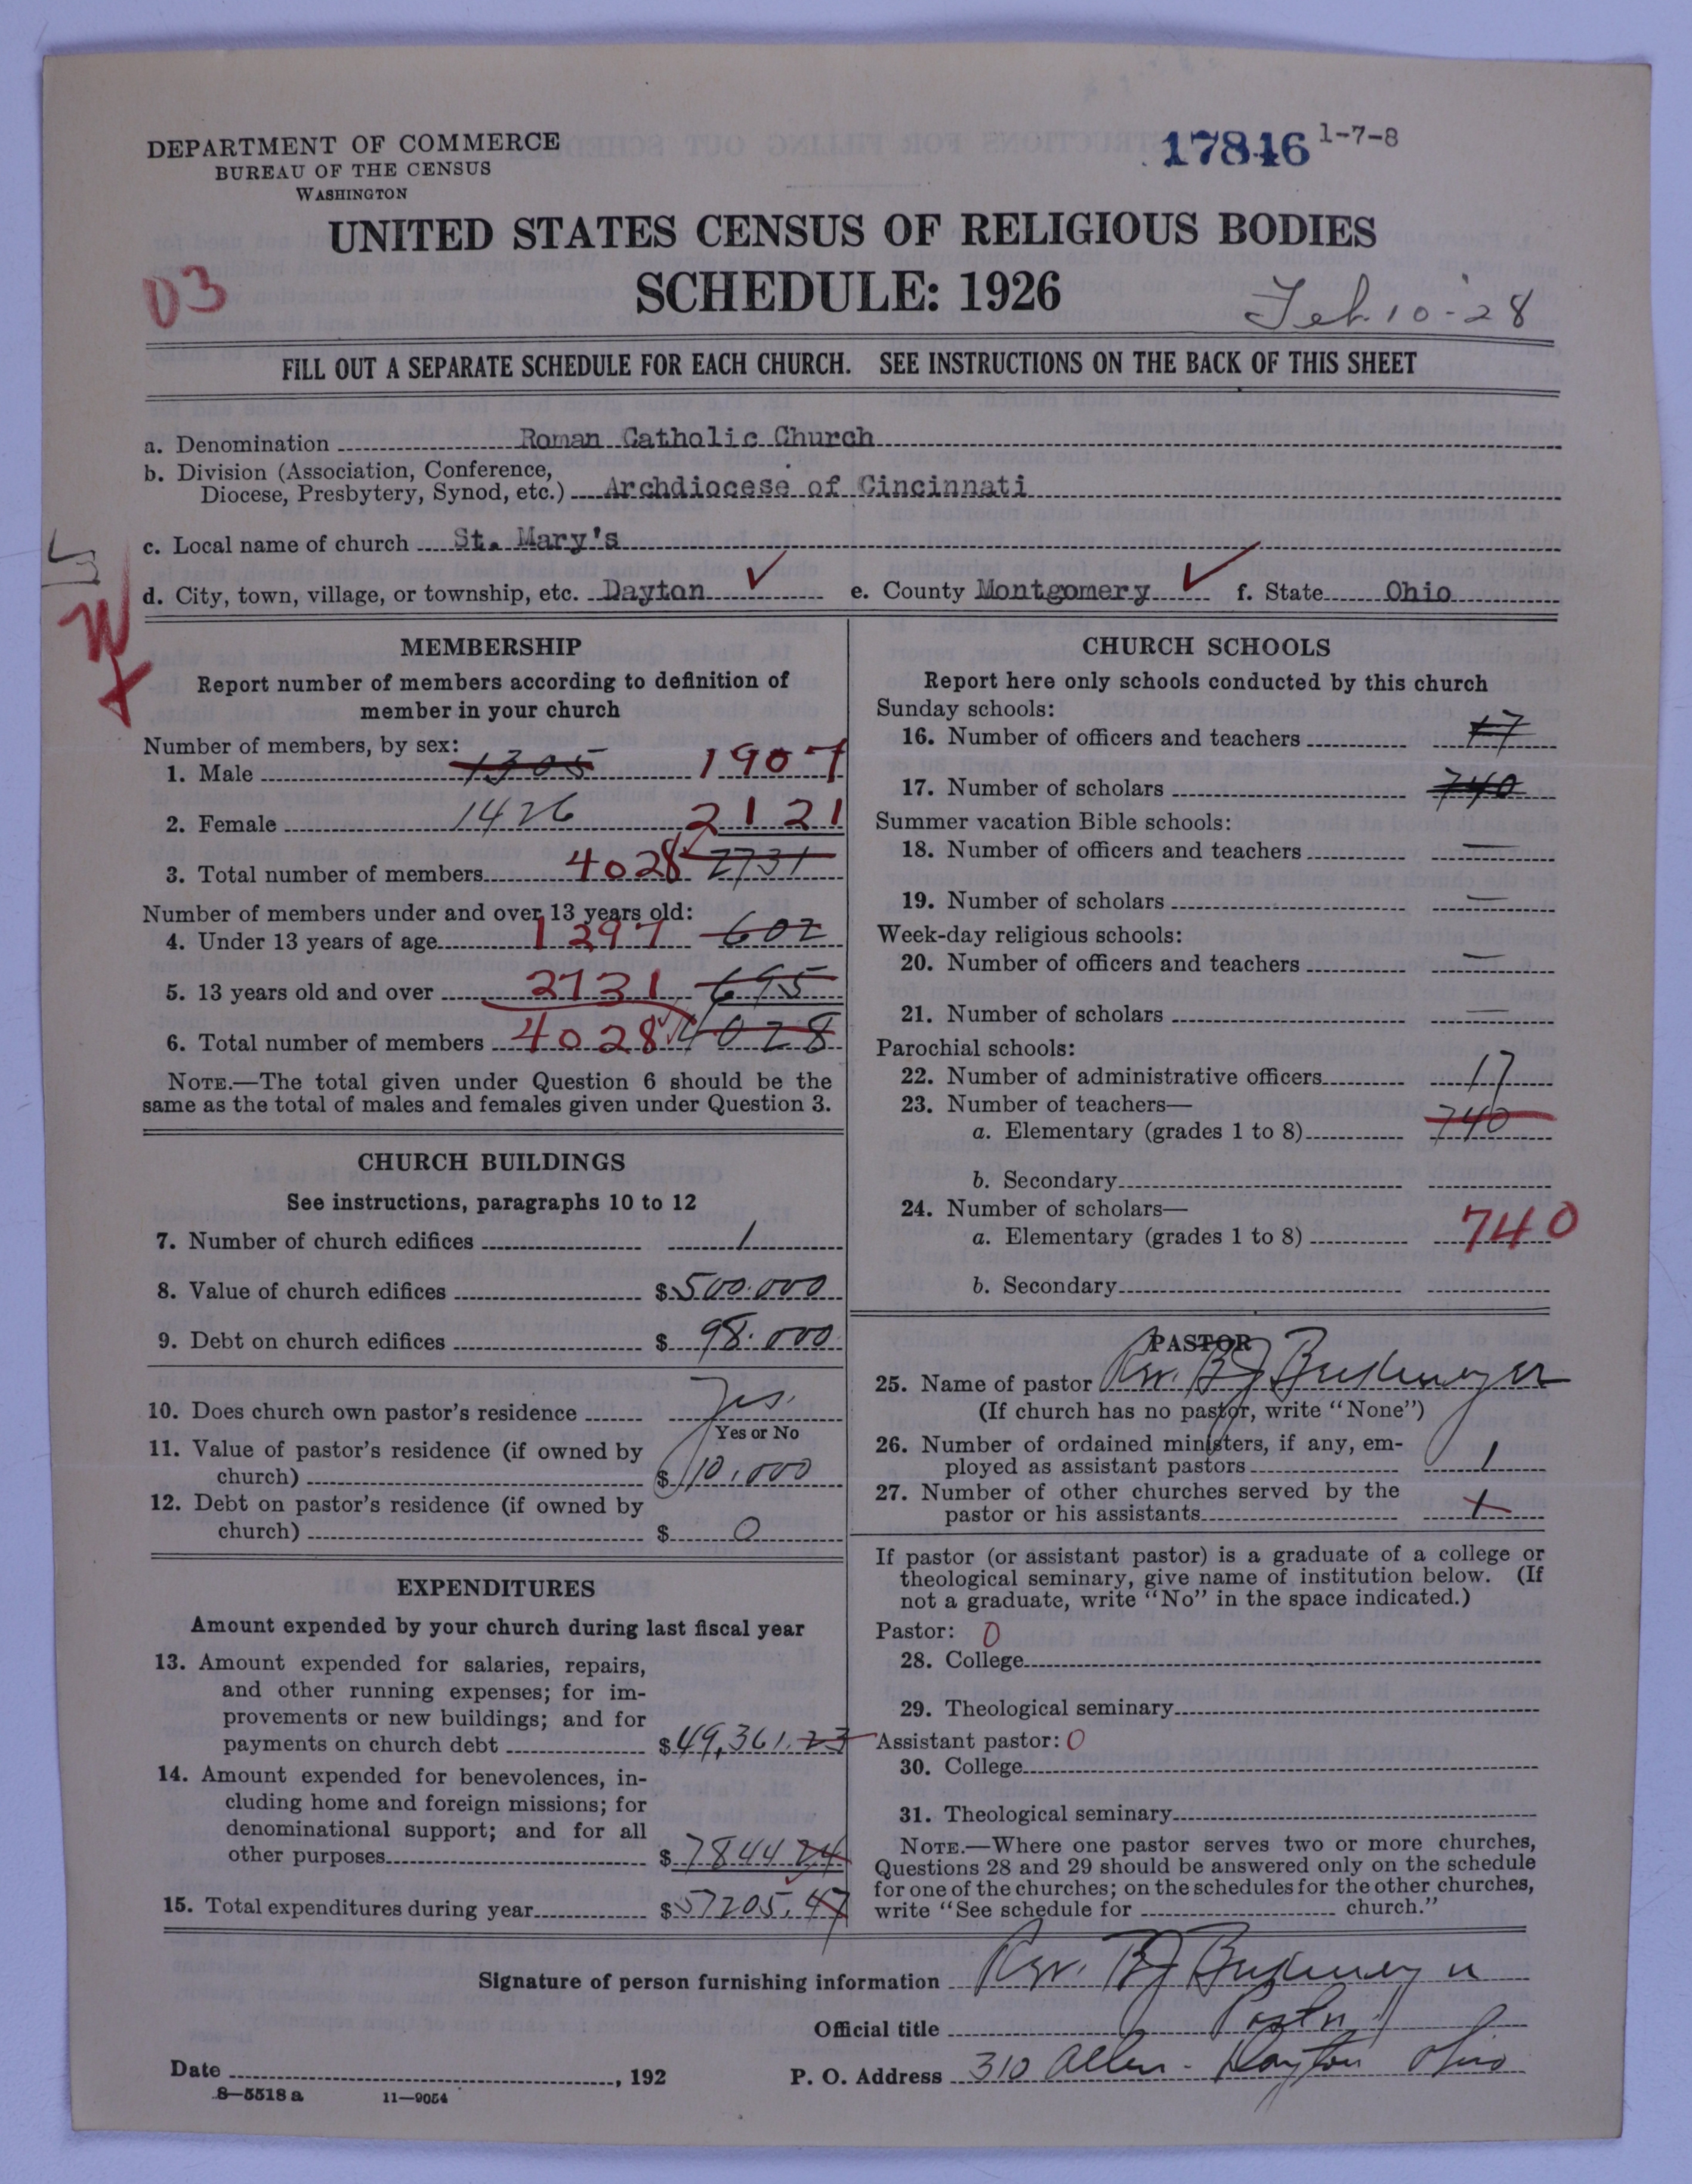 DEPARTMENT OF COMMERCE
BUREAU OF THE CENSUS
WASHINGTON
17846 1-7-8
UNITED STATES CENSUS OF RELIGIOUS BODIES
SCHEDULE: 1926
03
Feb. 10-28
FILL OUT A SEPARATE SCHEDULE FOR EACH CHURCH. SEE INSTRUCTIONS ON THE BACK OF THIS SHEET
a. Denomination Roman Catholic Church
b. Division (Association, Conference,
Diocese, Presbytery, Synod, etc.) Archdiocese of Cincinnati
c. Local name of church St. Mary's
d. City, town, village, or township, etc. Dayton e. County Montgomery f. State Ohio
MEMBERSHIP
Report number of members according to definition of
member in your church
Number of members, by sex:
1. Male 1305 1907
2. Female 1426 2121
3. Total number of members 4028 2731
Number of members under and over 13 years old:
4. Under 13 years of age 1297 602
5. 13 years old and over 2731 695
6. Total number of members 4028 4028
NOTE.—The total given under Question 6 should be the
same as the total of males and females given under Question 3.
CHURCH BUILDINGS
See instructions, paragraphs 10 to 12
7. Number of church edifices 1
8. Value of church edifices $ 500.000
9. Debt on church edifices $ 98.000
10. Does church own pastor's residence Yes.
Yes or No
11. Value of pastor's residence (if owned by
church) $ 10,000
12. Debt on pastor's residence (if owned by
church) $ 0
EXPENDITURES
Amount expended by your church during last fiscal year
13. Amount expended for salaries, repairs,
and other running expenses; for im-
provements or new buildings; and for
payments on church debt $ 49,361.23
14. Amount expended for benevolences, in-
cluding home and foreign missions; for
denominational support; and for all
other purposes $ 7844 24
15. Total expenditures during year $ 57205.47
CHURCH SCHOOLS
Report here only schools conducted by this church
Sunday schools:
16. Number of officers and teachers 17
17. Number of scholars 740
Summer vacation Bible schools:
18. Number of officers and teachers —
19. Number of scholars —
Week-day religious schools:
20. Number of officers and teachers —
21. Number of scholars —
Parochial schools:
22. Number of administrative officers 17
23. Number of teachers—
a. Elementary (grades 1 to 8) 740
b. Secondary
24. Number of scholars—
a. Elementary (grades 1 to 8) 740
b. Secondary
PASTOR
25. Name of pastor Rev. B J
(If church has no pastor, write "None")
26. Number of ordained ministers, if any, em-
ployed as assistant pastors 1
27. Number of other churches served by the
pastor or his assistants
If pastor (or assistant pastor) is a graduate of a college or
theological seminary, give name of institution below. (If
not a graduate, write "No" in the space indicated.)
Pastor: 0
28. College
29. Theological seminary
Assistant pastor: 0
30. College
31. Theological seminary
NOTE.—Where one pastor serves two or more churches,
Questions 28 and 29 should be answered only on the schedule
for one of the churches; on the schedules for the other churches,
write "See schedule for church."
Signature of person furnishing information Rev. B J
Official title Pastor
Date , 192 P. O. Address 310 Allen - Dayton Ohio
8-5518 a 11-9054